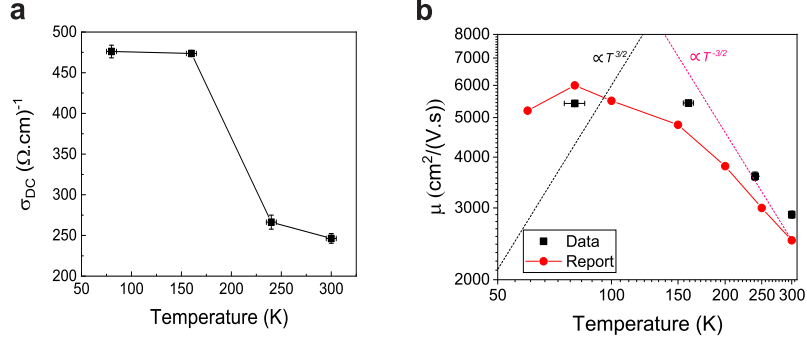 a
500
450
400
350
300
250
200
σDC (Ω.cm)-1
50 100 150 200 250 300
Temperature (K)
b
8000
7000
6000
5000
4000
3000
2000
μ (cm2/(V.s))
∝T3/2
∝T-3/2
Data
Report
50 100 150 200 250 300
Temperature (K)